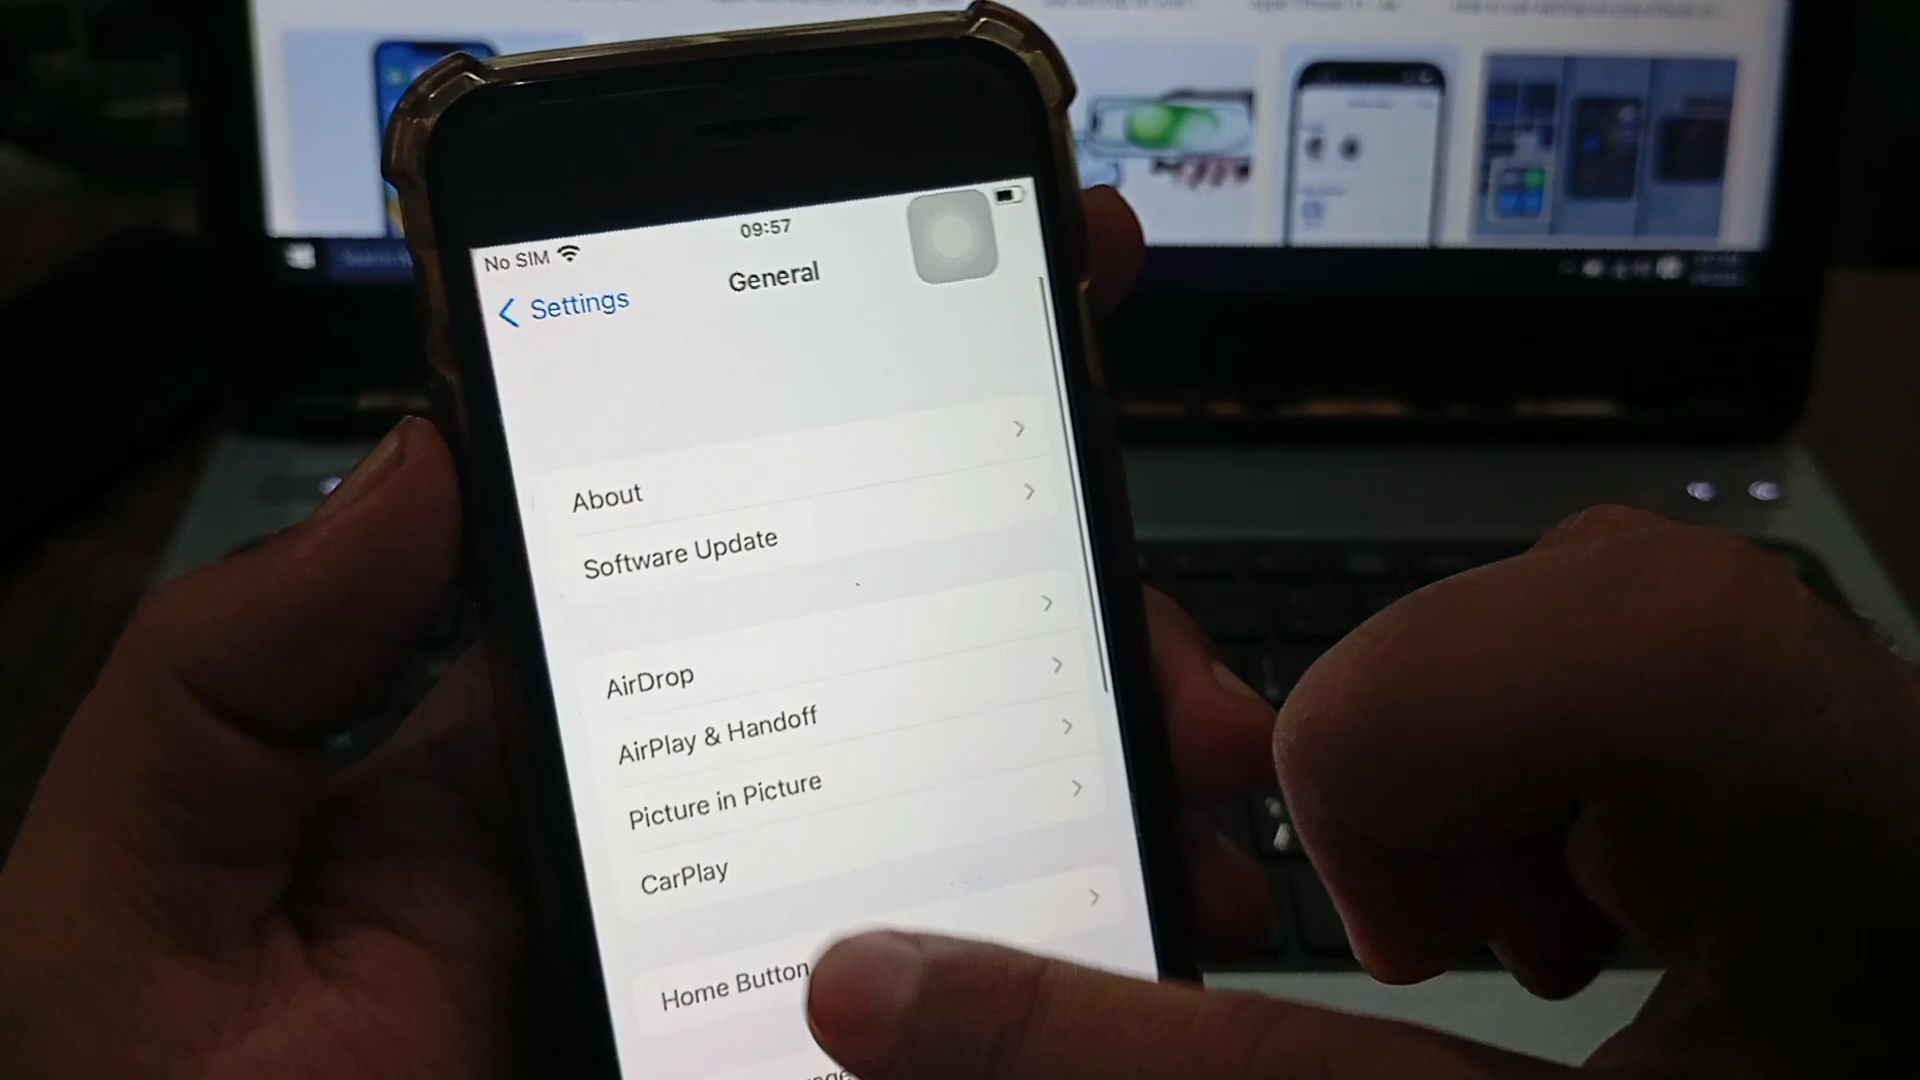 09:57
No SIM
General
Settings
About
Software Update
AirDrop
AirPlay & Handoff
Picture in Picture
CarPlay
Home Button